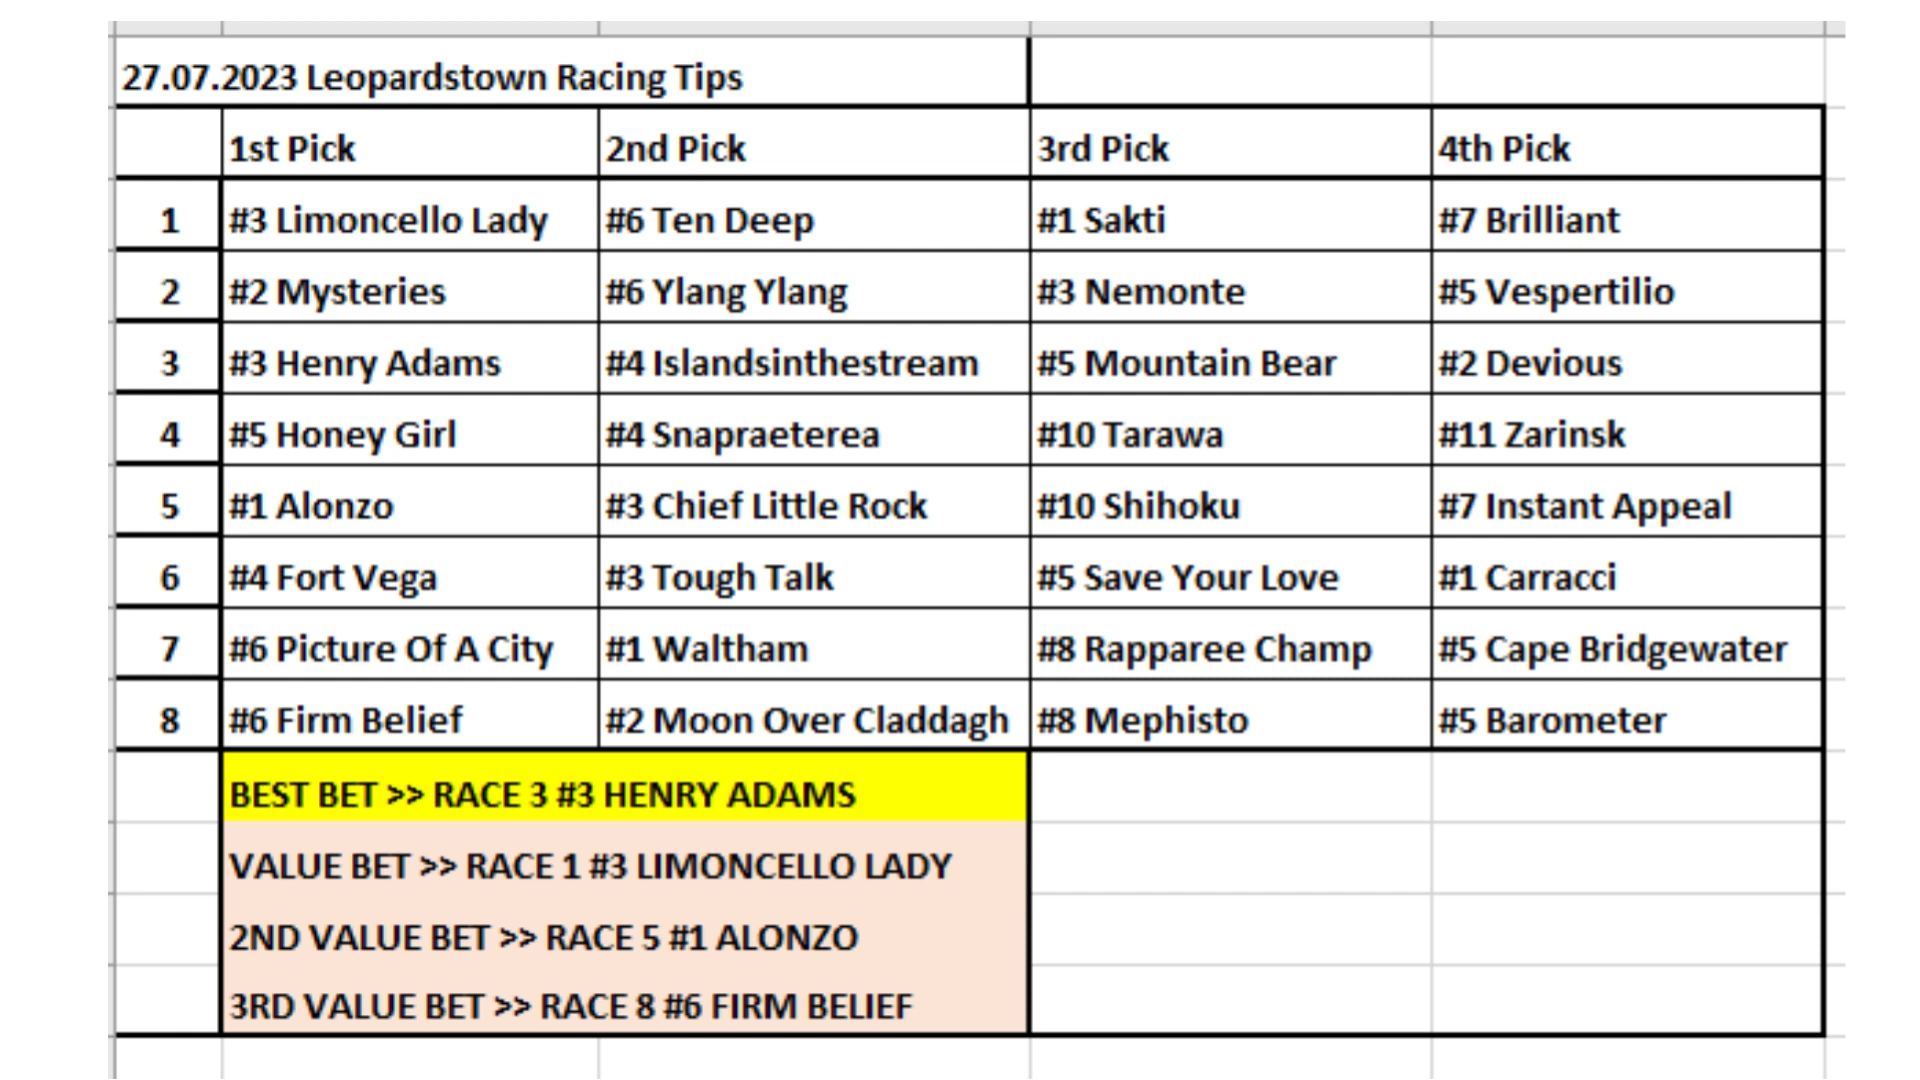 27.07.2023 Leopardstown Racing Tips
1st Pick 2nd Pick 3rd Pick 4th Pick
1 #3 Limoncello Lady #6 Ten Deep #1 Sakti #7 Brilliant
2 #2 Mysteries #6 Ylang Ylang #3 Nemonte #5 Vespertilio
3 #3 Henry Adams #4 Islandsinthestream #5 Mountain Bear #2 Devious
4 #5 Honey Girl #4 Snapraeterea #10 Tarawa #11 Zarinsk
5 #1 Alonzo #3 Chief Little Rock #10 Shihoku #7 Instant Appeal
6 #4 Fort Vega #3 Tough Talk #5 Save Your Love #1 Carracci
7 #6 Picture Of A City #1 Waltham #8 Rapparee Champ #5 Cape Bridgewater
8 #6 Firm Belief #2 Moon Over Claddagh #8 Mephisto #5 Barometer
BEST BET >> RACE 3 #3 HENRY ADAMS
VALUE BET >> RACE 1 #3 LIMONCELLO LADY
2ND VALUE BET >> RACE 5 #1 ALONZO
3RD VALUE BET >> RACE 8 #6 FIRM BELIEF